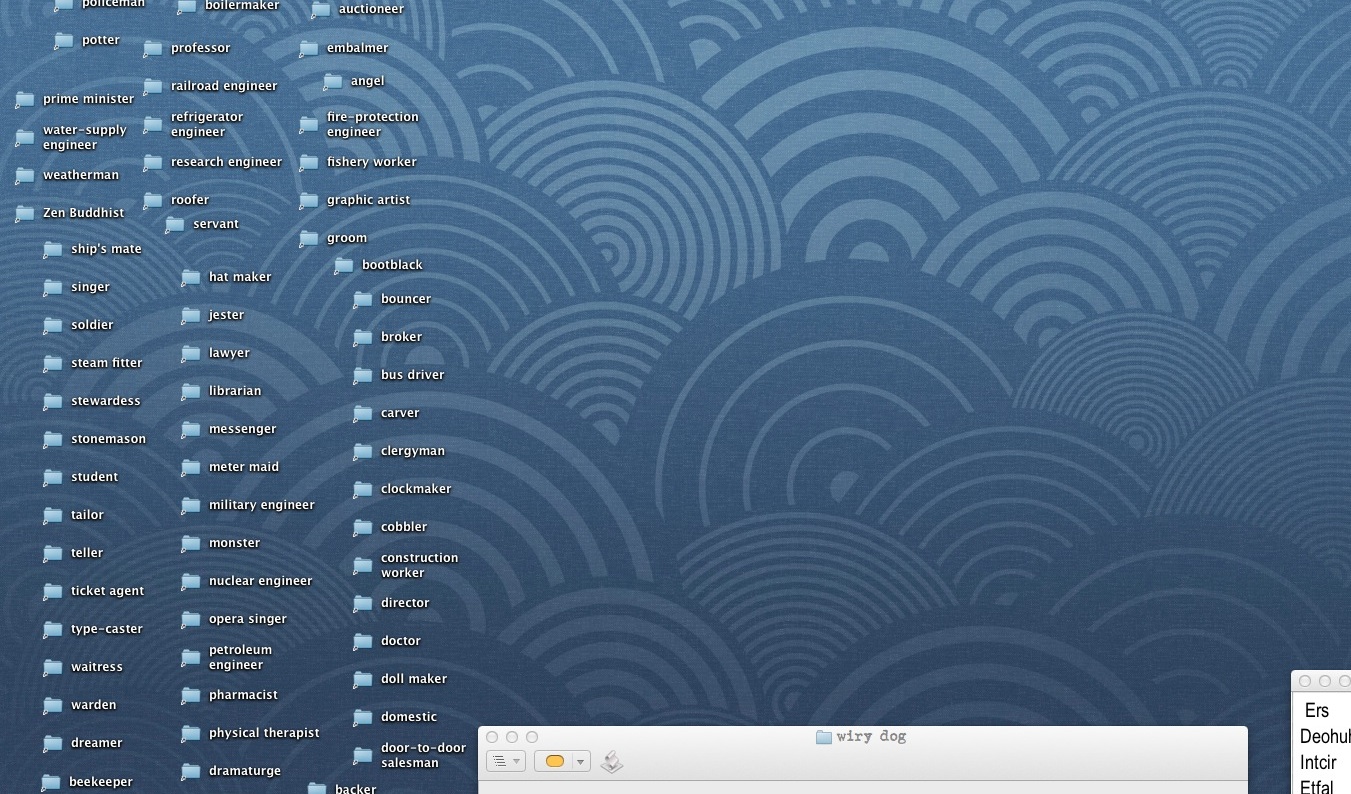 policeman
potter
prime minister
water-supply
engineer
weatherman
Zen Buddhist
ship's mate
singer
soldier
steam fitter
stewardess
stonemason
student
tailor
teller
ticket agent
type-caster
waitress
warden
dreamer
beekeeper
boilermaker
professor
railroad engineer
refrigerator
engineer
research engineer
roofer
servant
hat maker
jester
lawyer
librarian
messenger
meter maid
military engineer
monster
nuclear engineer
opera singer
petroleum
engineer
pharmacist
physical therapist
dramaturge
auctioneer
embalmer
angel
fire-protection
engineer
fishery worker
graphic artist
groom
bootblack
bouncer
broker
bus driver
carver
clergyman
clockmaker
cobbler
construction
worker
director
doctor
doll maker
domestic
door-to-door
salesman
backer
wiry dog
Ers
Deohuh
Intcir
Etfal